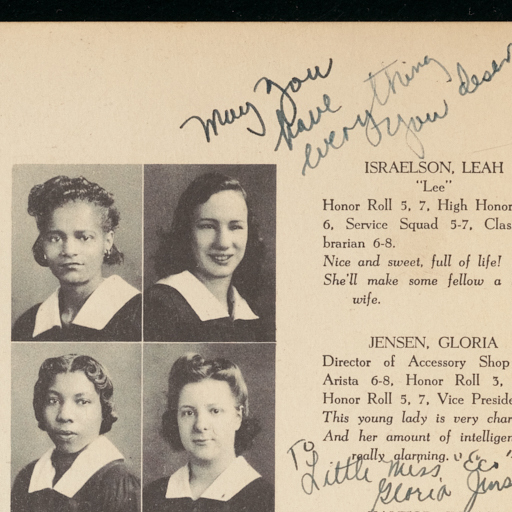 May you
have
everything
you deser
ISRAELSON, LEAH
"Lee"
Honor Roll 5, 7, High Honor
6, Service Squad 5-7, Clas
brarian 6-8.
Nice and sweet, full of life!
She'll make some fellow a
wife.
JENSEN, GLORIA
Director of Accessory Shop
Arista 6-8, Honor Roll 3,
Honor Roll 5, 7, Vice Preside
This young lady is very char
And her amount of intelligen
really alarming.
To
Little Miss
Gloria Jens